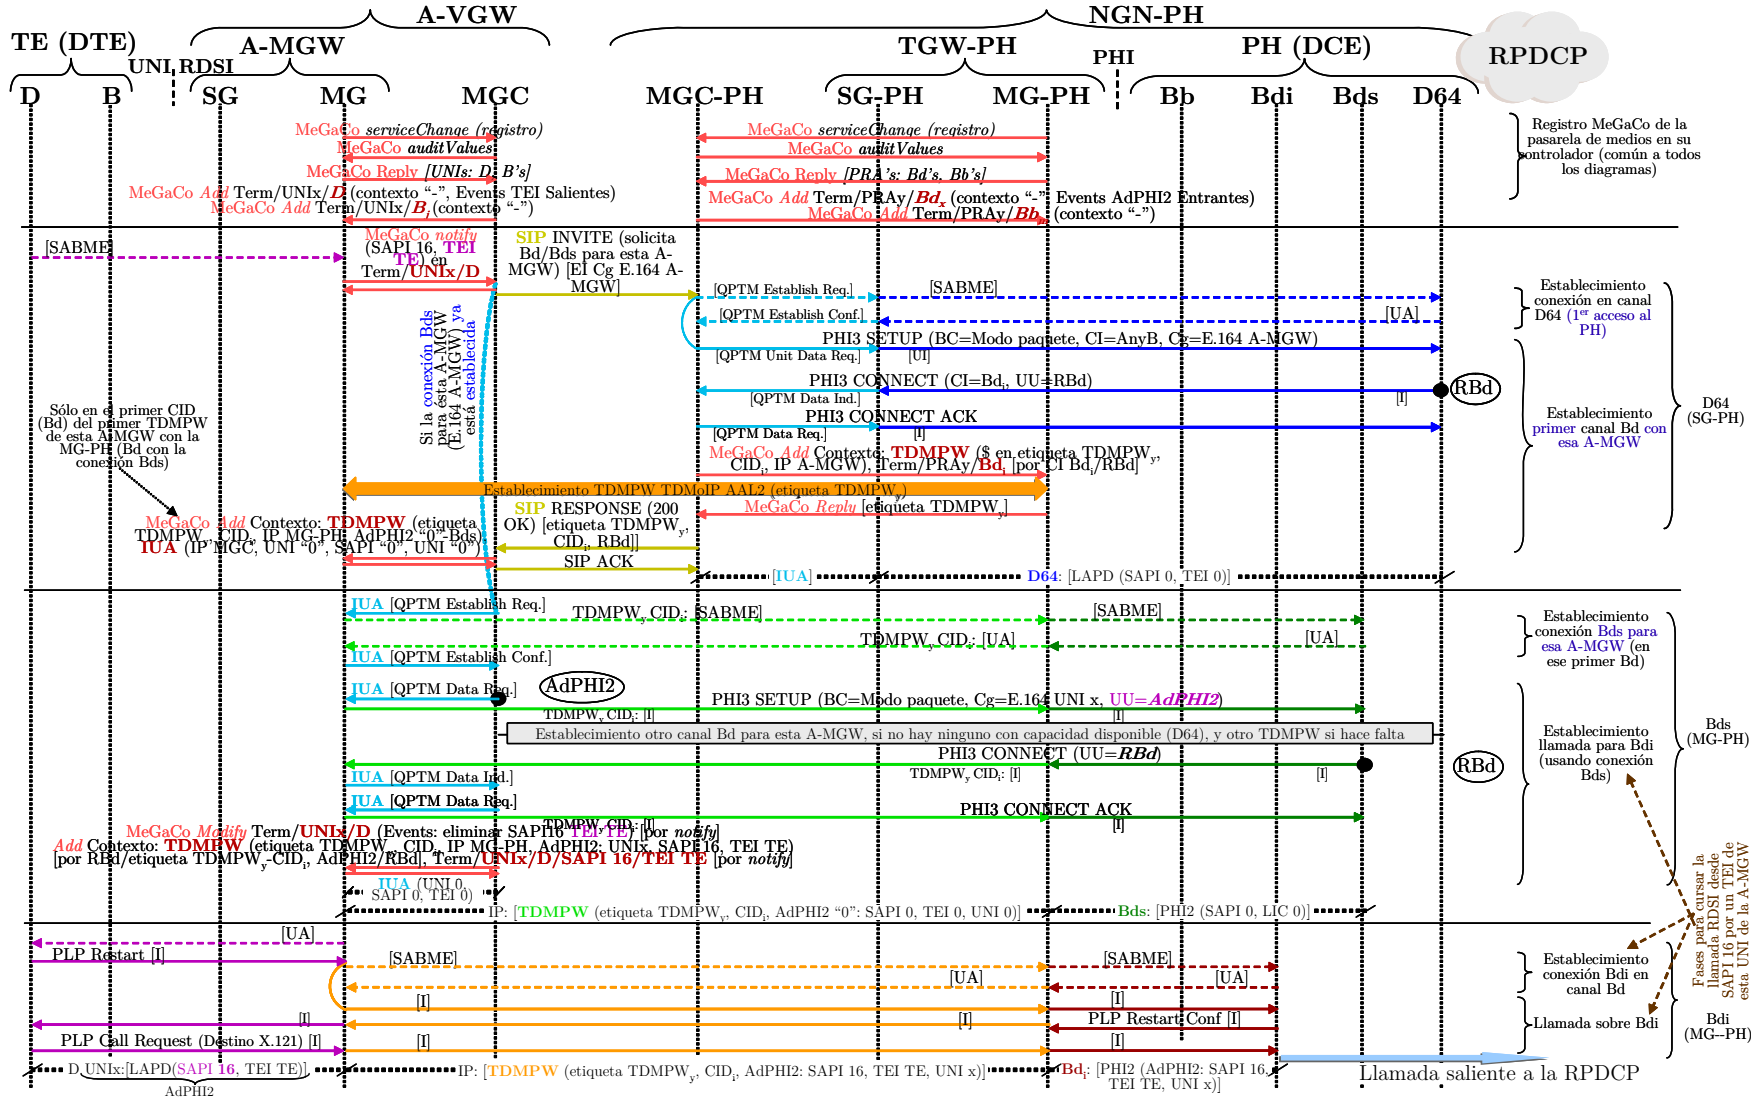 A-VGW
NGN-PH
TE (DTE)
A-MGW
TGW-PH
PH (DCE)
RPDCP
UNI RDSI
PHI
D
B
SG
MG
MGC
MGC-PH
SG-PH
MG-PH
Bb
Bdi
Bds
D64
MeGaCo serviceChange (registro)
MeGaCo auditValues
MeGaCo Reply [UNIs: D, B's]
MeGaCo Add Term/UNIx/D (contexto “-”, Events TEI Salientes)
MeGaCo Add Term/UNIx/Bi (contexto “-”)
MeGaCo serviceChange (registro)
MeGaCo auditValues
MeGaCo Reply [PRA's: Bd's, Bb's]
MeGaCo Add Term/PRAy/Bdx (contexto “-”, Events AdPHI2 Entrantes)
MeGaCo Add Term/PRAy/Bbn (contexto “-”)
Registro MeGaCo de la
pasarela de medios en su
controlador (común a todos
los diagramas)
[SABME]
MeGaCo notify
(SAPI 16, TEI
TE) en
Term/UNIx/D
SIP INVITE (solicita
Bd/Bds para esta A-
MGW) [EI Cg E.164 A-
MGW]
[QPTM Establish Req.]
[SABME]
[QPTM Establish Conf.]
[UA]
PHI3 SETUP (BC=Modo paquete, CI=AnyB, Cg=E.164 A-MGW)
[QPTM Unit Data Req.]
[UI]
PHI3 CONNECT (CI=Bdi, UU=RBd)
[QPTM Data Ind.]
[I]
RBd
PHI3 CONNECT ACK
[QPTM Data Req.]
[I]
Establecimiento
conexión en canal
D64 (1er acceso al
PH)
Establecimiento
primer canal Bd con
esa A-MGW
D64
(SG-PH)
Si la conexión Bds
para ésta A-MGW
(E.164 A-MGW) ya
está establecida
Sólo en el primer CID
(Bd) del primer TDMPW
de esta A-MGW con la
MG-PH (Bd con la
conexión Bds)
MeGaCo Add Contexto: TDMPW ($ en etiqueta TDMPWy,
CIDi, IP A-MGW), Term/PRAy/Bdi [por CI Bdi/RBd]
Establecimiento TDMPW TDMoIP AAL2 (etiqueta TDMPWy)
MeGaCo Reply [etiqueta TDMPWy]
SIP RESPONSE (200
OK) [etiqueta TDMPWy,
CIDi, RBd]]
SIP ACK
MeGaCo Add Contexto: TDMPW (etiqueta
TDMPWy, CIDi, IP MG-PH, AdPHI2 “0”-Bds),
IUA (IP MGC, UNI “0”, SAPI “0”, UNI “0”)
[IUA]
D64: [LAPD (SAPI 0, TEI 0)]
IUA [QPTM Establish Req.]
TDMPWy CIDi: [SABME]
[SABME]
TDMPWy CIDi: [UA]
[UA]
IUA [QPTM Establish Conf.]
Establecimiento
conexión Bds para
esa A-MGW (en
ese primer Bd)
IUA [QPTM Data Req.]
AdPHI2
PHI3 SETUP (BC=Modo paquete, Cg=E.164 UNI x, UU=AdPHI2)
TDMPWy CIDi: [I]
[I]
Establecimiento otro canal Bd para esta A-MGW, si no hay ninguno con capacidad disponible (D64), y otro TDMPW si hace falta
PHI3 CONNECT (UU=RBd)
TDMPWy CIDi: [I]
[I]
RBd
IUA [QPTM Data Ind.]
IUA [QPTM Data Req.]
PHI3 CONNECT ACK
TDMPWy CIDi: [I]
[I]
Establecimiento
llamada para Bdi
(usando conexión
Bds)
Bds
(MG-PH)
MeGaCo Modify Term/UNIx/D (Events: eliminar SAPI16 TEI TE) [por notify]
Add Contexto: TDMPW (etiqueta TDMPWy, CIDi, IP MG-PH, AdPHI2: UNIx, SAPI 16, TEI TE)
[por RBd/etiqueta TDMPWy-CIDi, AdPHI2/RBd], Term/UNIx/D/SAPI 16/TEI TE [por notify]
IUA (UNI 0,
SAPI 0, TEI 0)
IP: [TDMPW (etiqueta TDMPWy, CIDi, AdPHI2 “0”: SAPI 0, TEI 0, UNI 0)]
Bds: [PHI2 (SAPI 0, LIC 0)]
Fases para cursar la
llamada RDSI desde
SAPI 16 por un TEI de
esta UNI de la A-MGW
[UA]
PLP Restart [I]
[SABME]
[SABME]
[UA]
[UA]
[I]
[I]
[I]
[I]
PLP Restart Conf [I]
PLP Call Request (Destino X.121) [I]
[I]
[I]
Establecimiento
conexión Bdi en
canal Bd
Llamada sobre Bdi
Bdi
(MG--PH)
D UNIx:[LAPD(SAPI 16, TEI TE)]
AdPHI2
IP: [TDMPW (etiqueta TDMPWy, CIDi, AdPHI2: SAPI 16, TEI TE, UNI x)]
Bdi: [PHI2 (AdPHI2: SAPI 16,
TEI TE, UNI x)]
Llamada saliente a la RPDCP